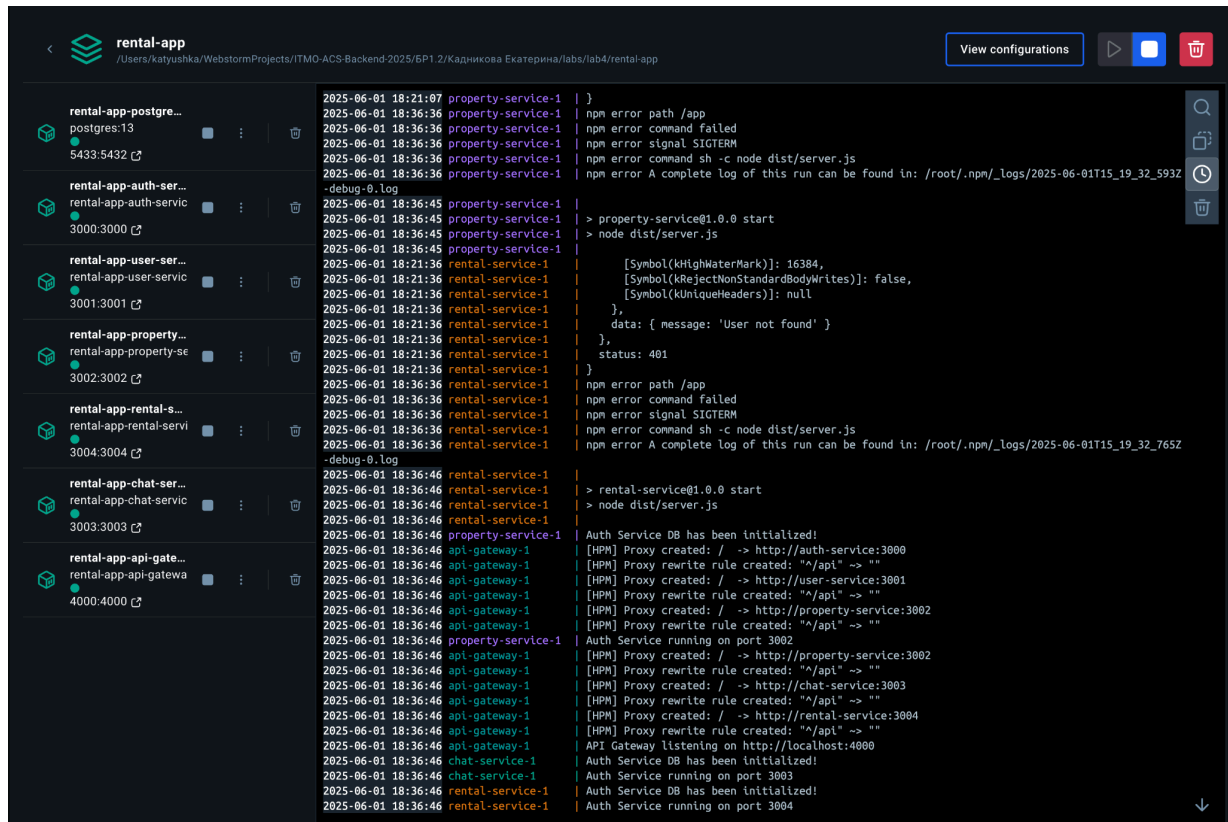 rental-app
/Users/katyushka/WebstormProjects/ITMO-ACS-Backend-2025/БР1.2/Кадникова Екатерина/labs/lab4/rental-app
View configurations
rental-app-postgre...
postgres:13
5433:5432
rental-app-auth-ser...
rental-app-auth-servic
3000:3000
rental-app-user-ser...
rental-app-user-servic
3001:3001
rental-app-property...
rental-app-property-se
3002:3002
rental-app-rental-s...
rental-app-rental-servi
3004:3004
rental-app-chat-ser...
rental-app-chat-servic
3003:3003
rental-app-api-gate...
rental-app-api-gatewa
4000:4000
2025-06-01 18:21:07 property-service-1 | }
2025-06-01 18:36:36 property-service-1 | npm error path /app
2025-06-01 18:36:36 property-service-1 | npm error command failed
2025-06-01 18:36:36 property-service-1 | npm error signal SIGTERM
2025-06-01 18:36:36 property-service-1 | npm error command sh -c node dist/server.js
2025-06-01 18:36:36 property-service-1 | npm error A complete log of this run can be found in: /root/.npm/_logs/2025-06-01T15_19_32_593Z
-debug-0.log
2025-06-01 18:36:45 property-service-1 |
2025-06-01 18:36:45 property-service-1 | > property-service@1.0.0 start
2025-06-01 18:36:45 property-service-1 | > node dist/server.js
2025-06-01 18:36:45 property-service-1 |
2025-06-01 18:21:36 rental-service-1 | [Symbol(kHighWaterMark)]: 16384,
2025-06-01 18:21:36 rental-service-1 | [Symbol(kRejectNonStandardBodyWrites)]: false,
2025-06-01 18:21:36 rental-service-1 | [Symbol(kUniqueHeaders)]: null
2025-06-01 18:21:36 rental-service-1 | },
2025-06-01 18:21:36 rental-service-1 | data: { message: 'User not found' }
2025-06-01 18:21:36 rental-service-1 | },
2025-06-01 18:21:36 rental-service-1 | status: 401
2025-06-01 18:21:36 rental-service-1 | }
2025-06-01 18:36:36 rental-service-1 | npm error path /app
2025-06-01 18:36:36 rental-service-1 | npm error command failed
2025-06-01 18:36:36 rental-service-1 | npm error signal SIGTERM
2025-06-01 18:36:36 rental-service-1 | npm error command sh -c node dist/server.js
2025-06-01 18:36:36 rental-service-1 | npm error A complete log of this run can be found in: /root/.npm/_logs/2025-06-01T15_19_32_765Z
-debug-0.log
2025-06-01 18:36:46 rental-service-1 |
2025-06-01 18:36:46 rental-service-1 | > rental-service@1.0.0 start
2025-06-01 18:36:46 rental-service-1 | > node dist/server.js
2025-06-01 18:36:46 rental-service-1 |
2025-06-01 18:36:46 property-service-1 | Auth Service DB has been initialized!
2025-06-01 18:36:46 api-gateway-1 | [HPM] Proxy created: / -> http://auth-service:3000
2025-06-01 18:36:46 api-gateway-1 | [HPM] Proxy rewrite rule created: "^/api" ~> ""
2025-06-01 18:36:46 api-gateway-1 | [HPM] Proxy created: / -> http://user-service:3001
2025-06-01 18:36:46 api-gateway-1 | [HPM] Proxy rewrite rule created: "^/api" ~> ""
2025-06-01 18:36:46 api-gateway-1 | [HPM] Proxy created: / -> http://property-service:3002
2025-06-01 18:36:46 api-gateway-1 | [HPM] Proxy rewrite rule created: "^/api" ~> ""
2025-06-01 18:36:46 property-service-1 | Auth Service running on port 3002
2025-06-01 18:36:46 api-gateway-1 | [HPM] Proxy created: / -> http://property-service:3002
2025-06-01 18:36:46 api-gateway-1 | [HPM] Proxy rewrite rule created: "^/api" ~> ""
2025-06-01 18:36:46 api-gateway-1 | [HPM] Proxy created: / -> http://chat-service:3003
2025-06-01 18:36:46 api-gateway-1 | [HPM] Proxy rewrite rule created: "^/api" ~> ""
2025-06-01 18:36:46 api-gateway-1 | [HPM] Proxy created: / -> http://rental-service:3004
2025-06-01 18:36:46 api-gateway-1 | [HPM] Proxy rewrite rule created: "^/api" ~> ""
2025-06-01 18:36:46 api-gateway-1 | API Gateway listening on http://localhost:4000
2025-06-01 18:36:46 chat-service-1 | Auth Service DB has been initialized!
2025-06-01 18:36:46 chat-service-1 | Auth Service running on port 3003
2025-06-01 18:36:46 rental-service-1 | Auth Service DB has been initialized!
2025-06-01 18:36:46 rental-service-1 | Auth Service running on port 3004